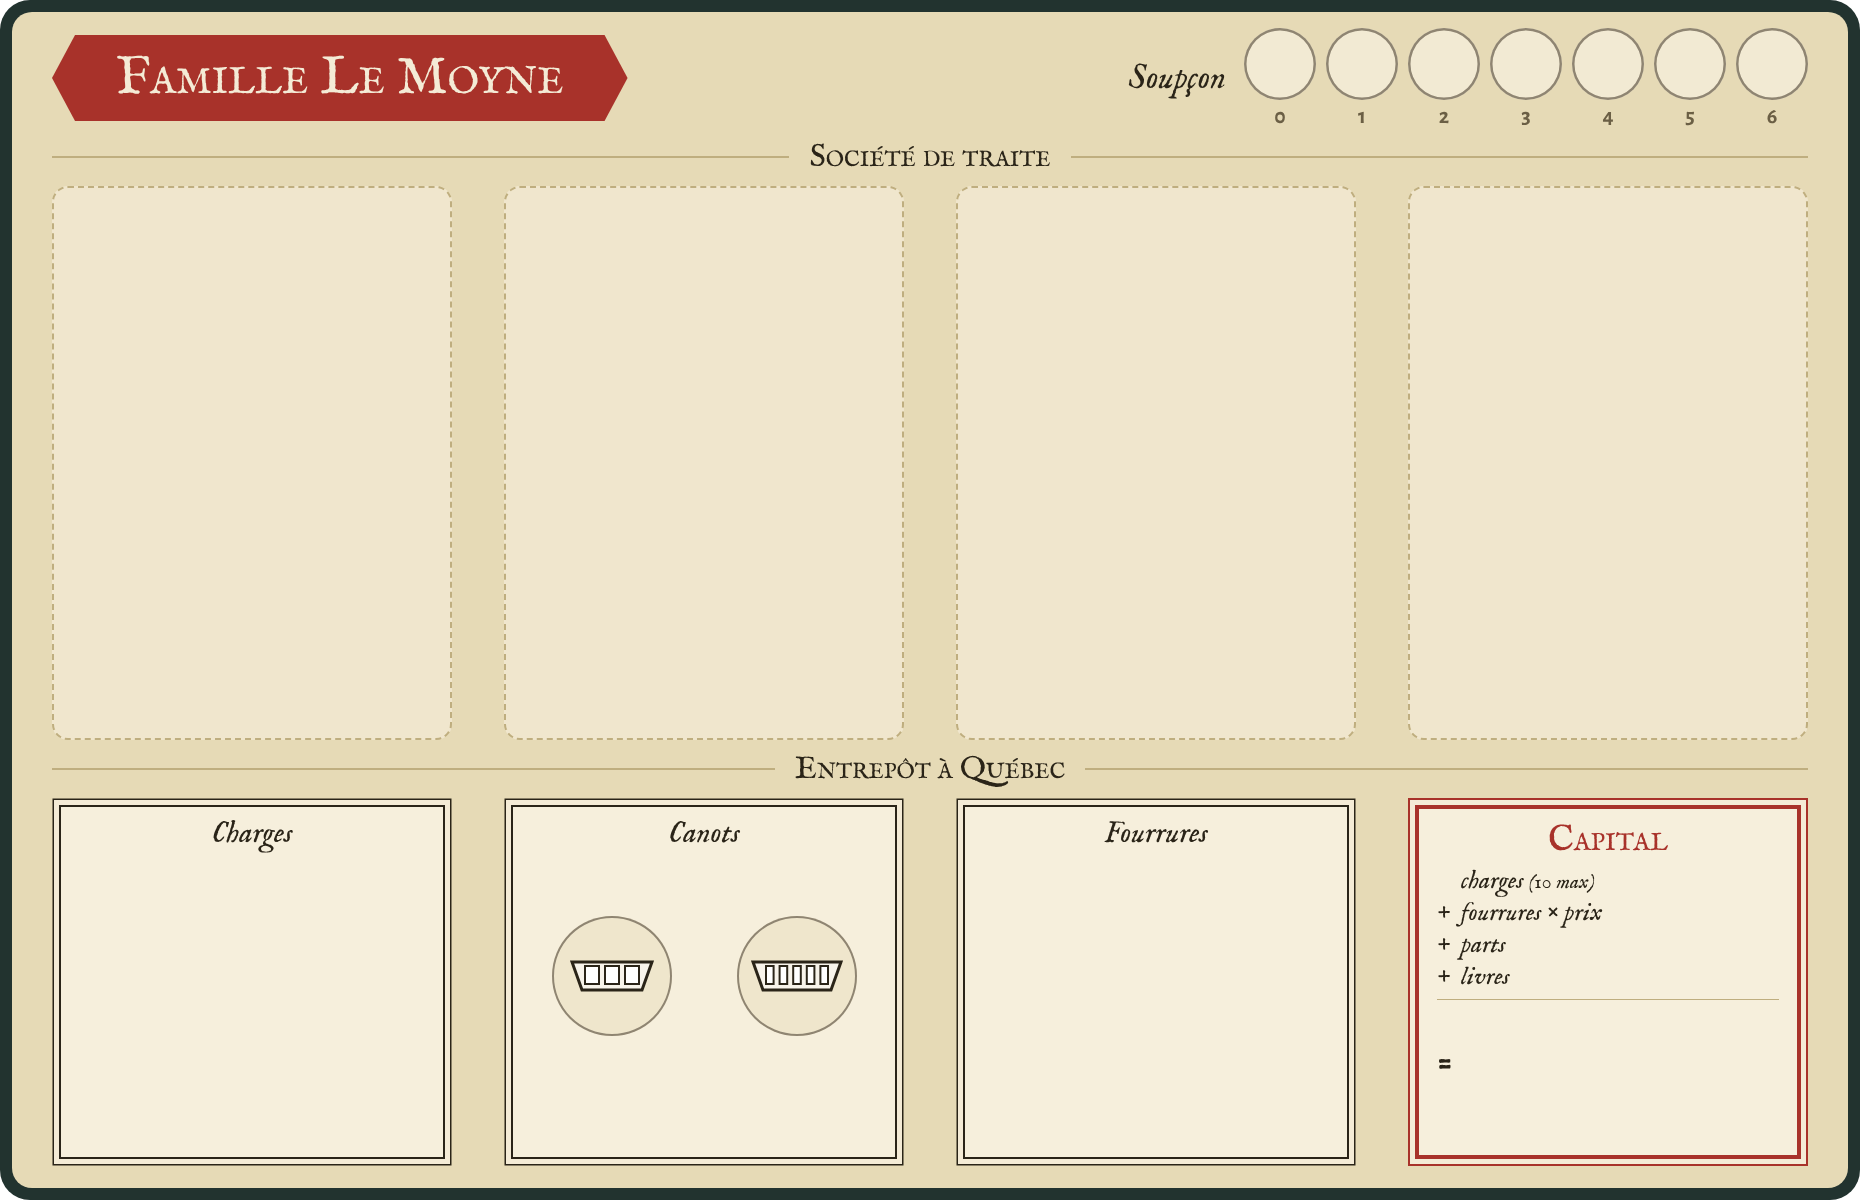 Famille Le Moyne
Soupçon
0 1 2 3 4 5 6
Société de traite
Entrepôt à Québec
Charges
Canots
Fourrures
Capital
charges (10 max)
+ fourrures × prix
+ parts
+ livres
=